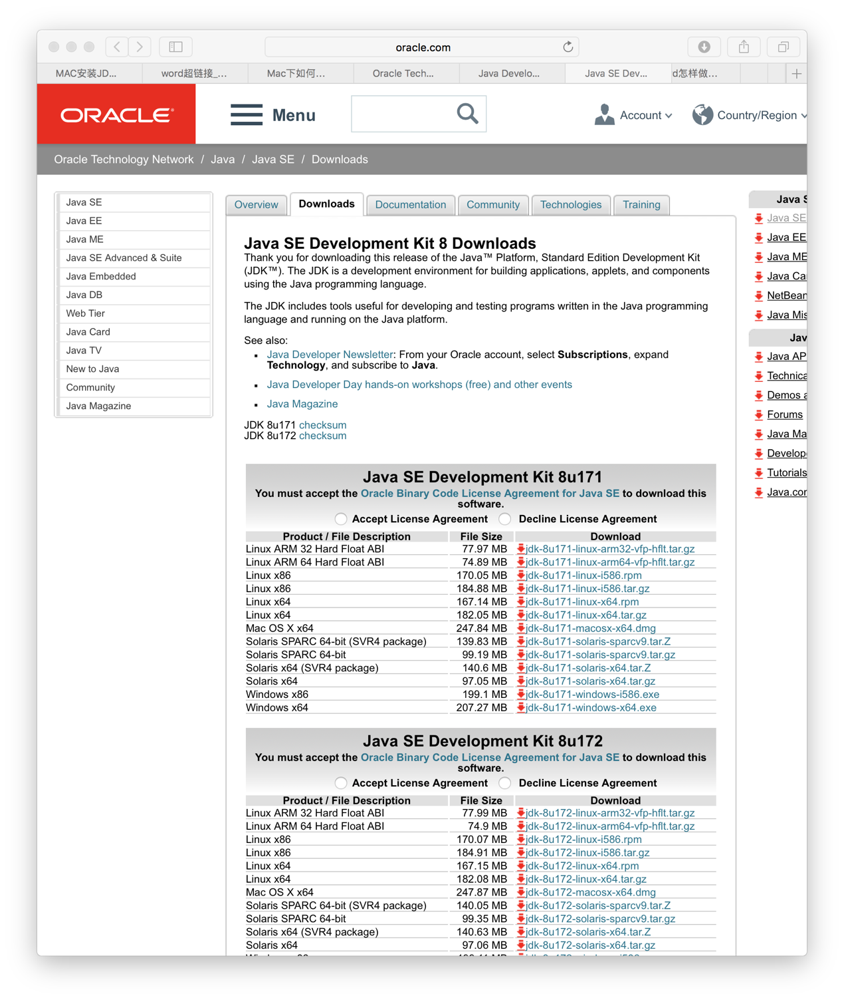 oracle.com
MAC安装JD...
word超链接_...
Mac下如何...
Oracle Tech...
Java Develo...
Java SE Dev...
d怎样做...
ORACLE®
Menu
Account
Country/Region
Oracle Technology Network / Java / Java SE / Downloads
Java SE
Java EE
Java ME
Java SE Advanced & Suite
Java Embedded
Java DB
Web Tier
Java Card
Java TV
New to Java
Community
Java Magazine
Overview
Downloads
Documentation
Community
Technologies
Training
Java SE Development Kit 8 Downloads
Thank you for downloading this release of the Java™ Platform, Standard Edition Development Kit
(JDK™). The JDK is a development environment for building applications, applets, and components
using the Java programming language.
The JDK includes tools useful for developing and testing programs written in the Java programming
language and running on the Java platform.
See also:
Java Developer Newsletter: From your Oracle account, select Subscriptions, expand
Technology, and subscribe to Java.
Java Developer Day hands-on workshops (free) and other events
Java Magazine
JDK 8u171 checksum
JDK 8u172 checksum
Java SE Development Kit 8u171
You must accept the Oracle Binary Code License Agreement for Java SE to download this
software.
Accept License Agreement Decline License Agreement
Product / File Description File Size Download
Linux ARM 32 Hard Float ABI 77.97 MB jdk-8u171-linux-arm32-vfp-hflt.tar.gz
Linux ARM 64 Hard Float ABI 74.89 MB jdk-8u171-linux-arm64-vfp-hflt.tar.gz
Linux x86 170.05 MB jdk-8u171-linux-i586.rpm
Linux x86 184.88 MB jdk-8u171-linux-i586.tar.gz
Linux x64 167.14 MB jdk-8u171-linux-x64.rpm
Linux x64 182.05 MB jdk-8u171-linux-x64.tar.gz
Mac OS X x64 247.84 MB jdk-8u171-macosx-x64.dmg
Solaris SPARC 64-bit (SVR4 package) 139.83 MB jdk-8u171-solaris-sparcv9.tar.Z
Solaris SPARC 64-bit 99.19 MB jdk-8u171-solaris-sparcv9.tar.gz
Solaris x64 (SVR4 package) 140.6 MB jdk-8u171-solaris-x64.tar.Z
Solaris x64 97.05 MB jdk-8u171-solaris-x64.tar.gz
Windows x86 199.1 MB jdk-8u171-windows-i586.exe
Windows x64 207.27 MB jdk-8u171-windows-x64.exe
Java SE Development Kit 8u172
You must accept the Oracle Binary Code License Agreement for Java SE to download this
software.
Accept License Agreement Decline License Agreement
Product / File Description File Size Download
Linux ARM 32 Hard Float ABI 77.99 MB jdk-8u172-linux-arm32-vfp-hflt.tar.gz
Linux ARM 64 Hard Float ABI 74.9 MB jdk-8u172-linux-arm64-vfp-hflt.tar.gz
Linux x86 170.07 MB jdk-8u172-linux-i586.rpm
Linux x86 184.91 MB jdk-8u172-linux-i586.tar.gz
Linux x64 167.15 MB jdk-8u172-linux-x64.rpm
Linux x64 182.08 MB jdk-8u172-linux-x64.tar.gz
Mac OS X x64 247.87 MB jdk-8u172-macosx-x64.dmg
Solaris SPARC 64-bit (SVR4 package) 140.05 MB jdk-8u172-solaris-sparcv9.tar.Z
Solaris SPARC 64-bit 99.35 MB jdk-8u172-solaris-sparcv9.tar.gz
Solaris x64 (SVR4 package) 140.63 MB jdk-8u172-solaris-x64.tar.Z
Solaris x64 97.06 MB jdk-8u172-solaris-x64.tar.gz
Java S
Java SE
Java EE
Java ME
Java Ca
NetBean
Java Mis
Jav
Java AP
Technica
Demos a
Forums
Java Ma
Develop
Tutorials
Java.co